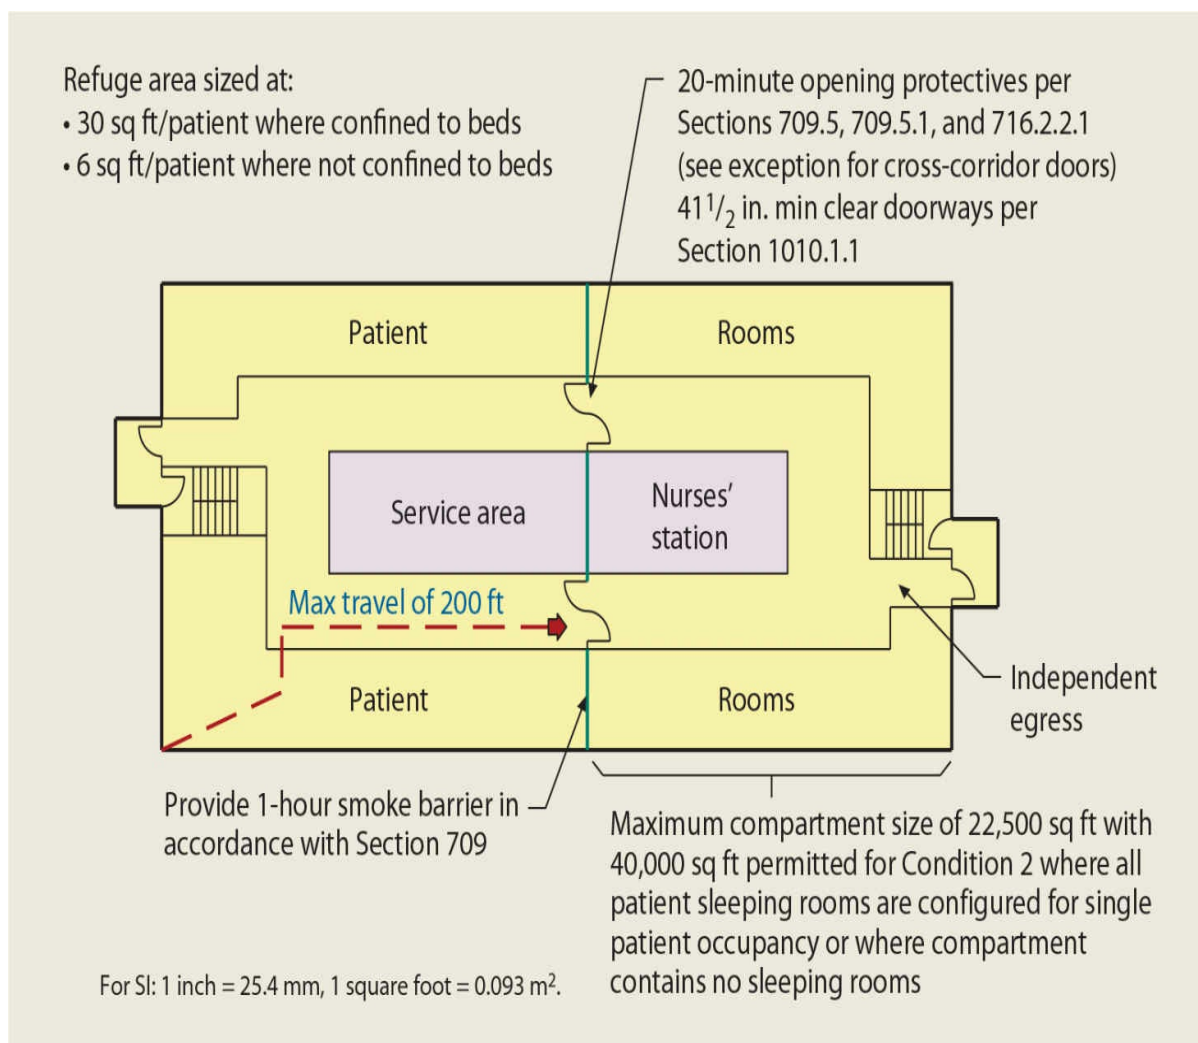 Refuge area sized at:
• 30 sq ft/patient where confined to beds
• 6 sq ft/patient where not confined to beds
20-minute opening protectives per
Sections 709.5, 709.5.1, and 716.2.2.1
(see exception for cross-corridor doors)
41 1/2 in. min clear doorways per
Section 1010.1.1
Patient
Rooms
Service area
Nurses’
station
Max travel of 200 ft
Patient
Rooms
Independent
egress
Provide 1-hour smoke barrier in
accordance with Section 709
Maximum compartment size of 22,500 sq ft with
40,000 sq ft permitted for Condition 2 where all
patient sleeping rooms are configured for single
patient occupancy or where compartment
contains no sleeping rooms
For SI: 1 inch = 25.4 mm, 1 square foot = 0.093 m².